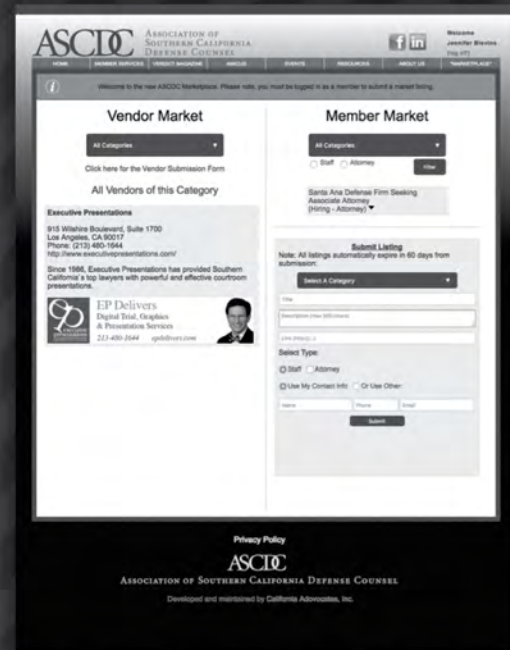 ASCDC
ASSOCIATION OF
SOUTHERN CALIFORNIA
DEFENSE COUNSEL
f in
Welcome
Jennifer Blevins
HOME MEMBER SERVICES VERDICT MAGAZINE AMICUS EVENTS RESOURCES ABOUT US *MARKETPLACE*
i
Welcome to the new ASCDC Marketplace. Please note, you must be logged in as a member to submit a market listing.
Vendor Market
All Categories
Click here for the Vendor Submission Form
All Vendors of this Category
Executive Presentations
915 Wilshire Boulevard, Suite 1700
Los Angeles, CA 90017
Phone: (213) 480-1644
http://www.executivepresentations.com/
Since 1986, Executive Presentations has provided Southern
California's top lawyers with powerful and effective courtroom
presentations.
EP Delivers
Digital Trial, Graphics
& Presentation Services
213-480-1644 epdelivers.com
Member Market
All Categories
Staff Attorney
Filter
Santa Ana Defense Firm Seeking
Associate Attorney
(Hiring - Attorney)
Submit Listing
Note: All listings automatically expire in 60 days from
submission:
Select A Category
Title
Select Type:
Staff Attorney
Use My Contact Info Or Use Other:
Name Phone Email
Submit
Privacy Policy
ASCDC
ASSOCIATION OF SOUTHERN CALIFORNIA DEFENSE COUNSEL
Developed and maintained by California Adovocates, Inc.